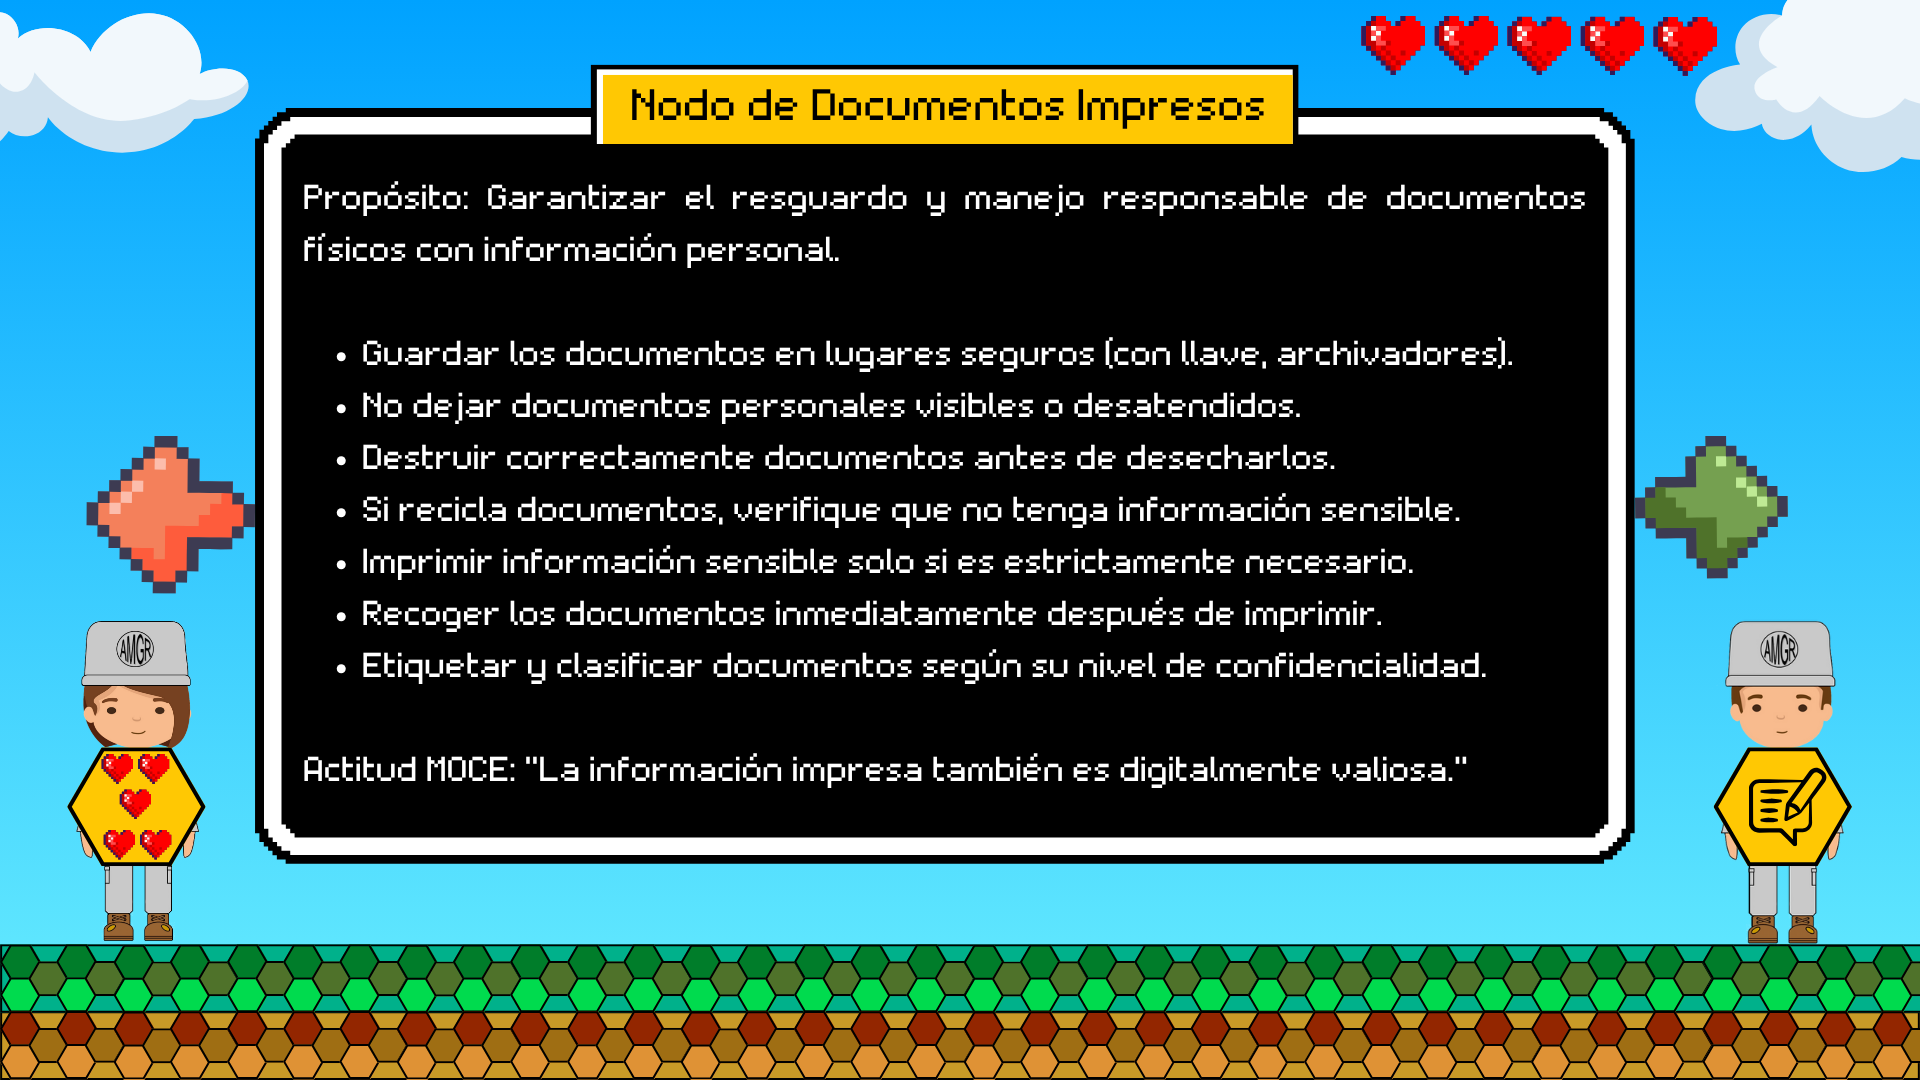 Nodo de Documentos Impresos
Propósito: Garantizar el resguardo y manejo responsable de documentos
físicos con información personal.
• Guardar los documentos en lugares seguros (con llave, archivadores).
• No dejar documentos personales visibles o desatendidos.
• Destruir correctamente documentos antes de desecharlos.
• Si recicla documentos, verifique que no tenga información sensible.
• Imprimir información sensible solo si es estrictamente necesario.
• Recoger los documentos inmediatamente después de imprimir.
• Etiquetar y clasificar documentos según su nivel de confidencialidad.
Actitud MOCE: "La información impresa también es digitalmente valiosa."
AMGR
AMGR